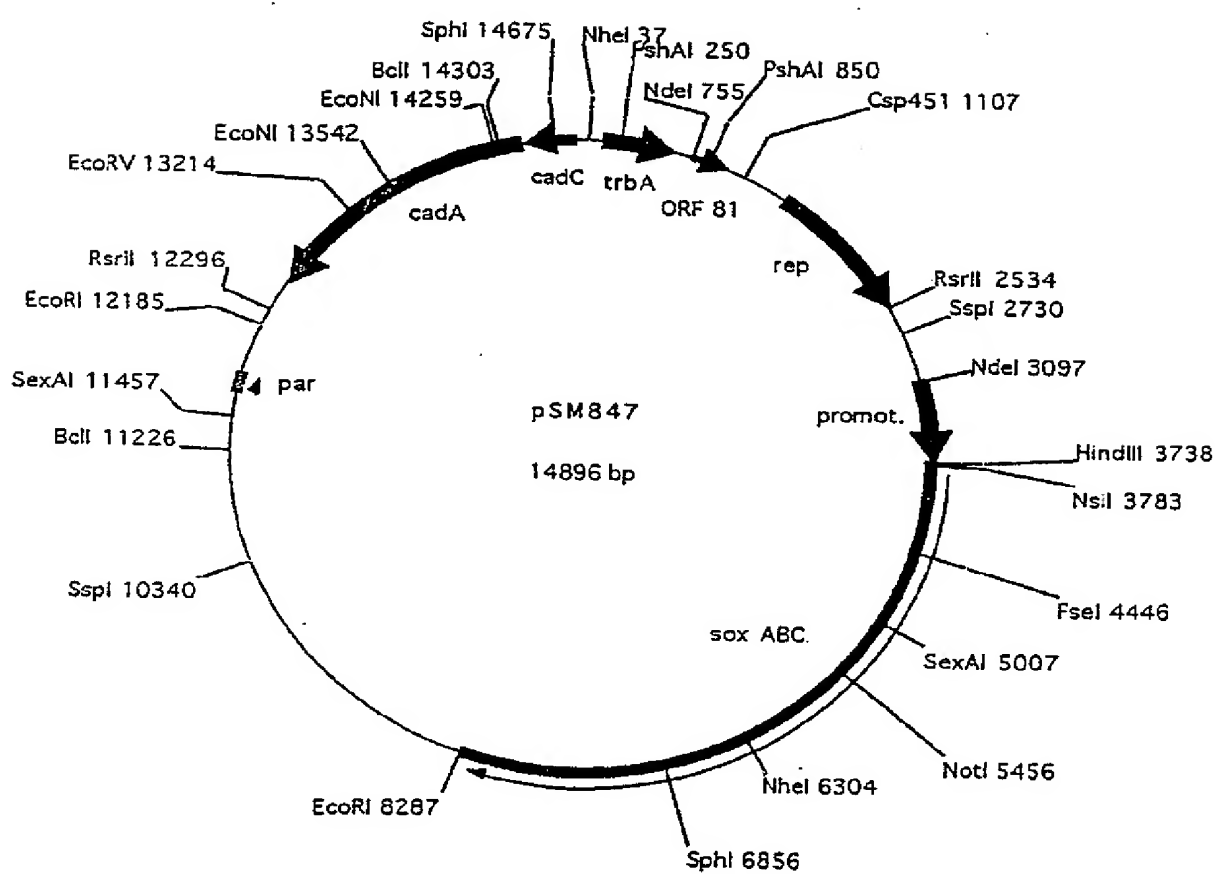 SphI 14675
NheI 37
PshAI 250
BclI 14303
PshAI 850
NdeI 755
EcoNI 14259
Csp451 1107
EcoNI 13542
EcoRV 13214
cadC
trbA
ORF 81
cadA
rep
RsrII 12296
RsrII 2534
EcoRI 12185
SspI 2730
NdeI 3097
SexAI 11457
par
pSM847
promot.
BclI 11226
HindIII 3738
14896 bp
NsiI 3783
SspI 10340
FseI 4446
sox ABC.
SexAI 5007
NotI 5456
NheI 6304
EcoRI 8287
SphI 6856